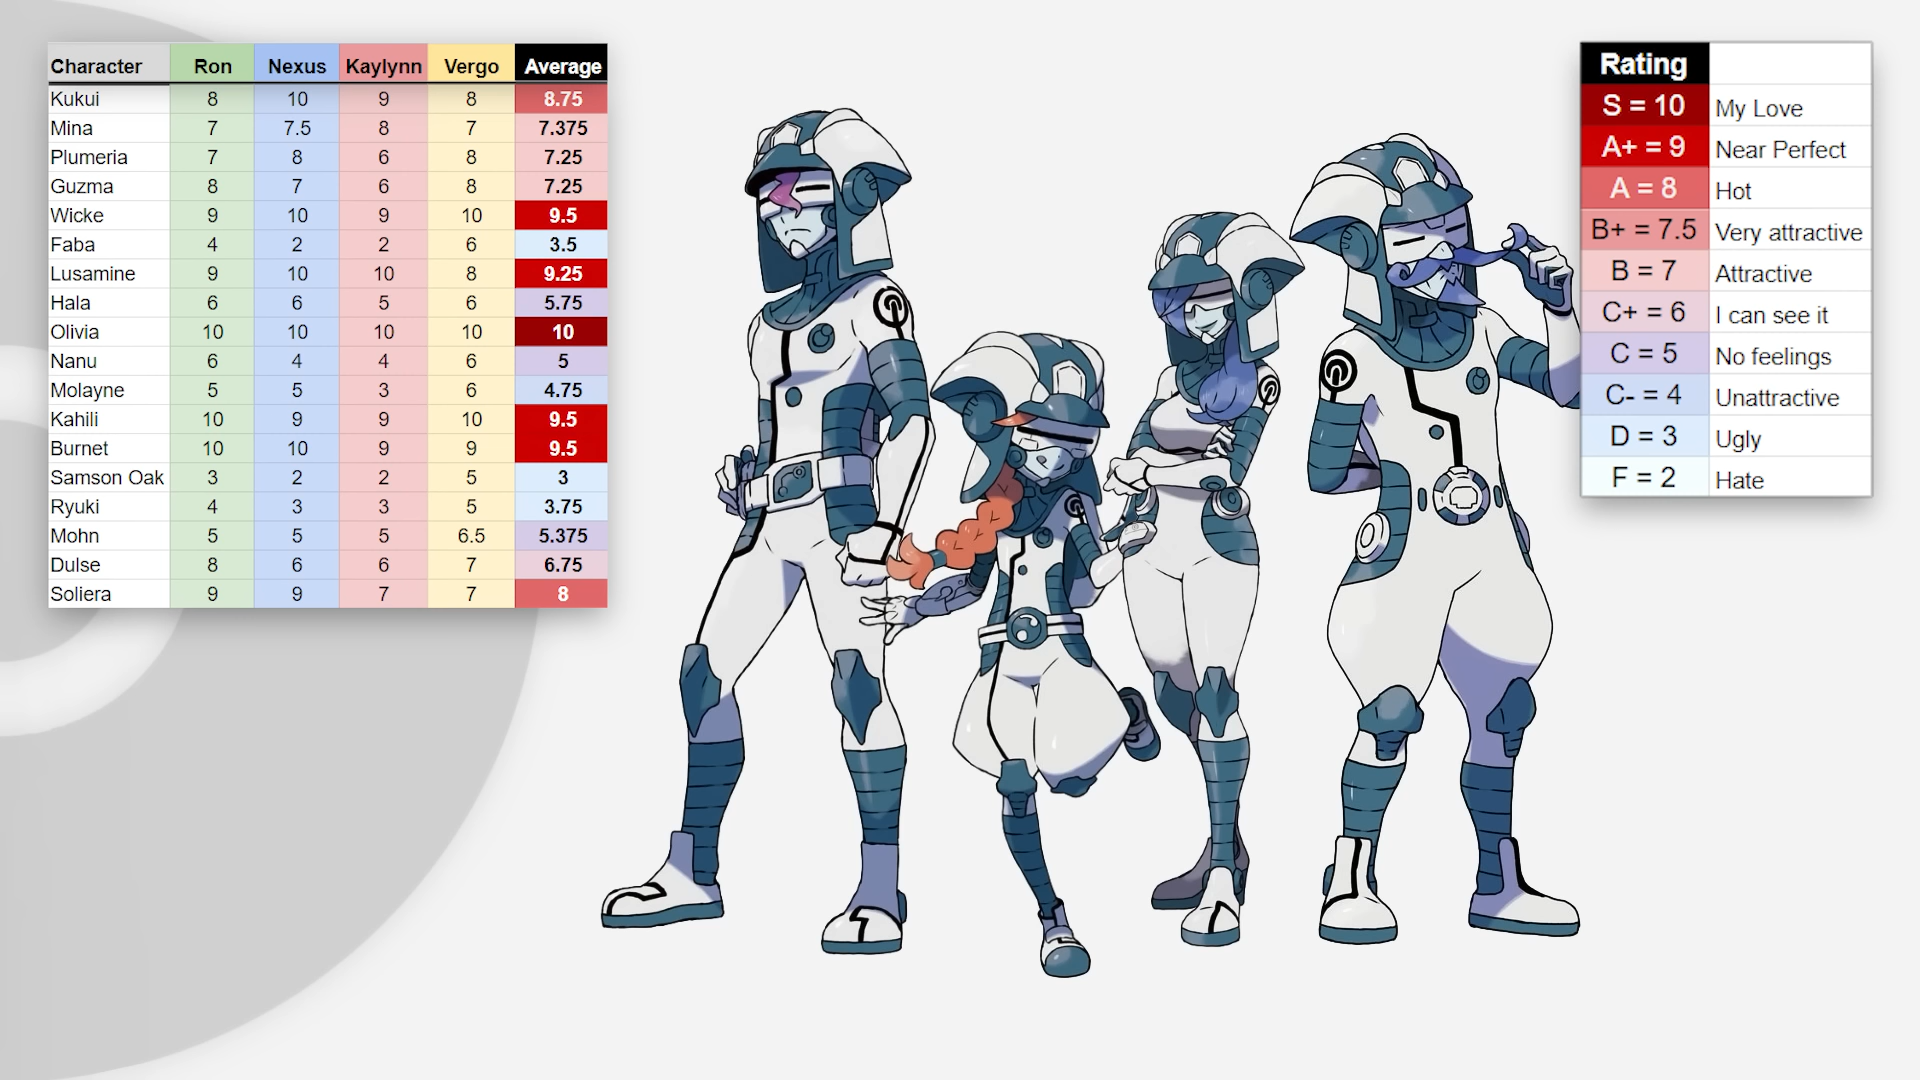 Character Ron Nexus Kaylynn Vergo Average
Kukui 8 10 9 8 8.75
Mina 7 7.5 8 7 7.375
Plumeria 7 8 6 8 7.25
Guzma 8 7 6 8 7.25
Wicke 9 10 9 10 9.5
Faba 4 2 2 6 3.5
Lusamine 9 10 10 8 9.25
Hala 6 6 5 6 5.75
Olivia 10 10 10 10 10
Nanu 6 4 4 6 5
Molayne 5 5 3 6 4.75
Kahili 10 9 9 10 9.5
Burnet 10 10 9 9 9.5
Samson Oak 3 2 2 5 3
Ryuki 4 3 3 5 3.75
Mohn 5 5 5 6.5 5.375
Dulse 8 6 6 7 6.75
Soliera 9 9 7 7 8
Rating
S = 10 My Love
A+ = 9 Near Perfect
A = 8 Hot
B+ = 7.5 Very attractive
B = 7 Attractive
C+ = 6 I can see it
C = 5 No feelings
C- = 4 Unattractive
D = 3 Ugly
F = 2 Hate